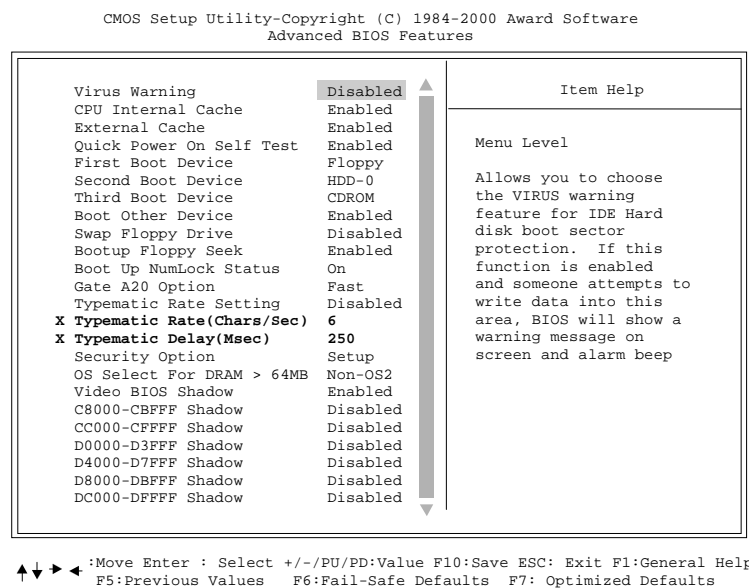 CMOS Setup Utility-Copyright (C) 1984-2000 Award Software
Advanced BIOS Features
Virus Warning Disabled
CPU Internal Cache Enabled
External Cache Enabled
Quick Power On Self Test Enabled
First Boot Device Floppy
Second Boot Device HDD-0
Third Boot Device CDROM
Boot Other Device Enabled
Swap Floppy Drive Disabled
Bootup Floppy Seek Enabled
Boot Up NumLock Status On
Gate A20 Option Fast
Typematic Rate Setting Disabled
X Typematic Rate(Chars/Sec) 6
X Typematic Delay(Msec) 250
Security Option Setup
OS Select For DRAM > 64MB Non-OS2
Video BIOS Shadow Enabled
C8000-CBFFF Shadow Disabled
CC000-CFFFF Shadow Disabled
D0000-D3FFF Shadow Disabled
D4000-D7FFF Shadow Disabled
D8000-DBFFF Shadow Disabled
DC000-DFFFF Shadow Disabled
Item Help
Menu Level
Allows you to choose
the VIRUS warning
feature for IDE Hard
disk boot sector
protection. If this
function is enabled
and someone attempts to
write data into this
area, BIOS will show a
warning message on
screen and alarm beep
:Move Enter : Select +/-/PU/PD:Value F10:Save ESC: Exit F1:General Help
F5:Previous Values F6:Fail-Safe Defaults F7: Optimized Defaults